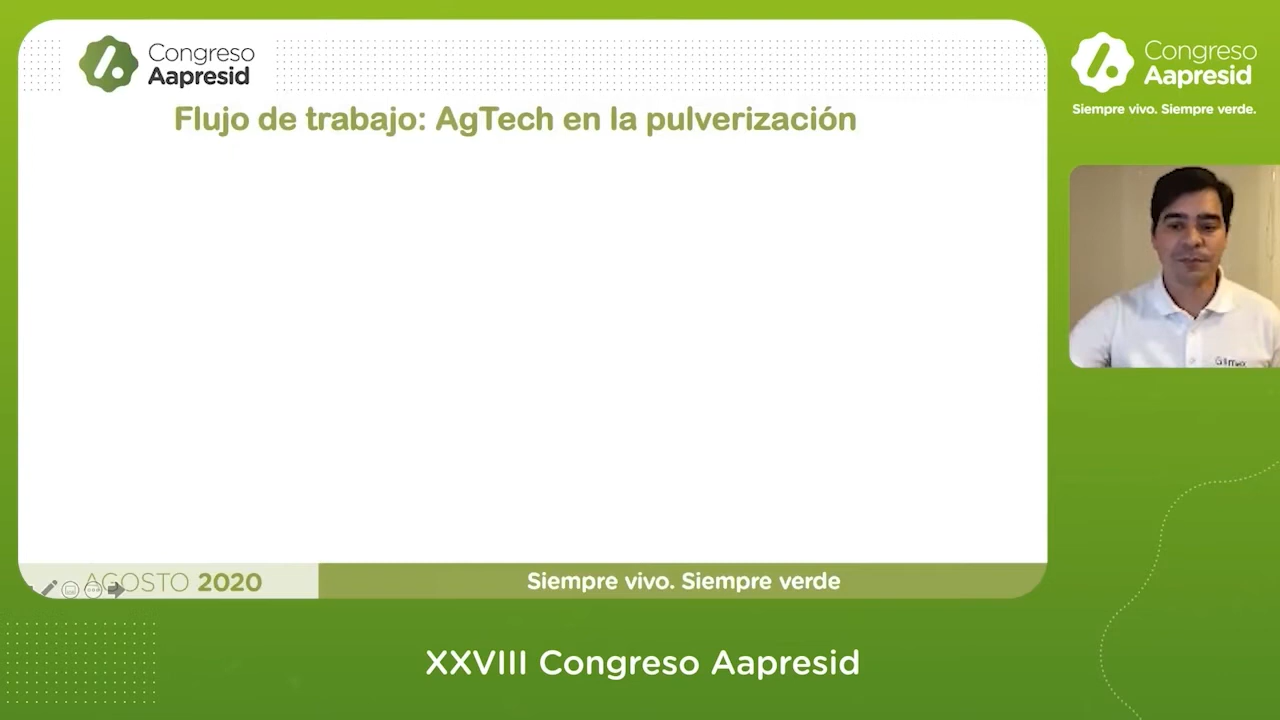 Congreso
Aapresid
Flujo de trabajo: AgTech en la pulverización
AGOSTO 2020
Siempre vivo. Siempre verde
Congreso
Aapresid
Siempre vivo. Siempre verde.
XXVIII Congreso Aapresid